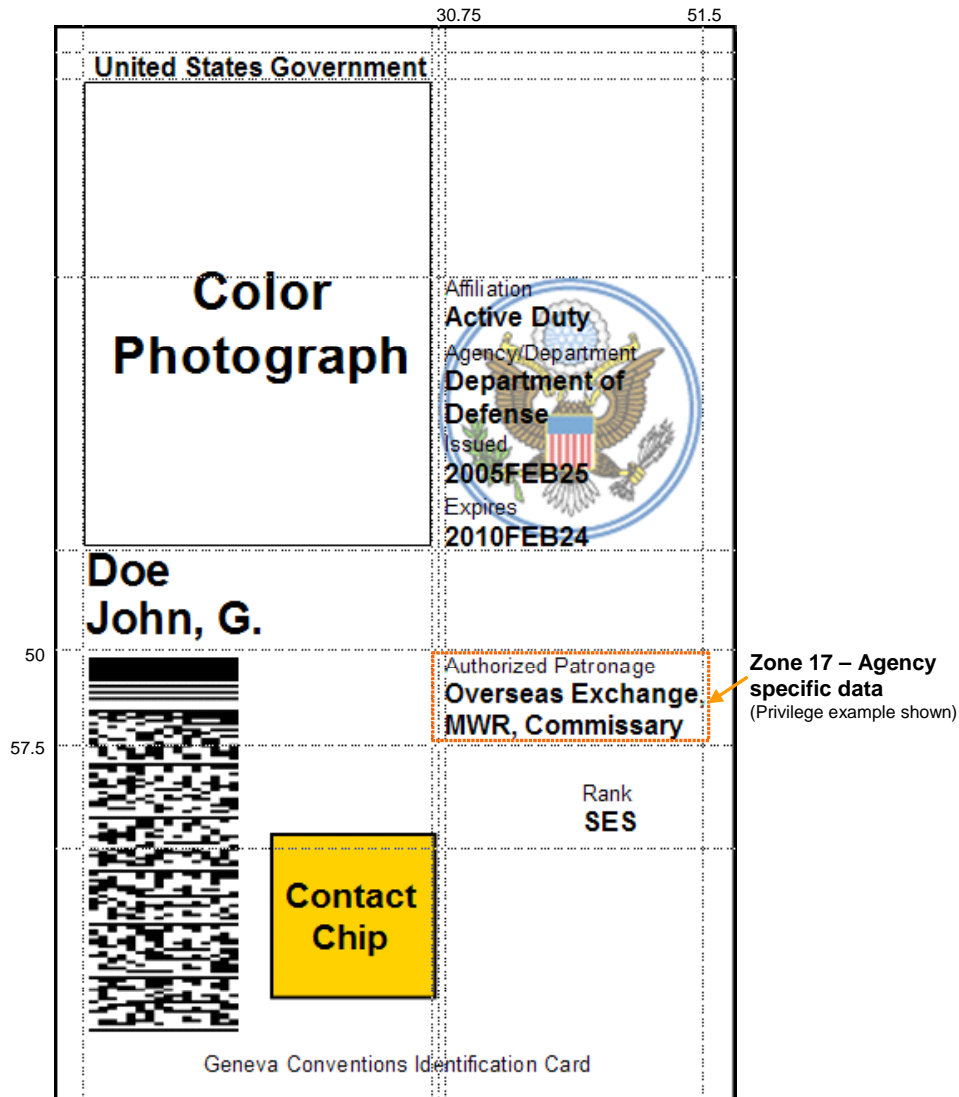 30.75 51.5
United States Government
Color
Photograph
Affiliation
Active Duty
Agency/Department
Department of
Defense
Issued
2005FEB25
Expires
2010FEB24
Doe
John, G.
50
Authorized Patronage
Overseas Exchange,
MWR, Commissary
Zone 17 – Agency
specific data
(Privilege example shown)
57.5
Rank
SES
Contact
Chip
Geneva Conventions Identification Card